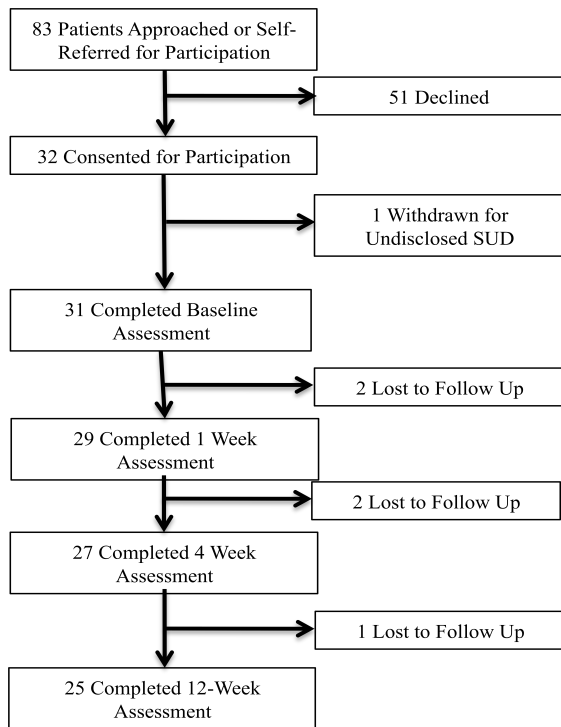 83 Patients Approached or Self-
Referred for Participation
51 Declined
32 Consented for Participation
1 Withdrawn for
Undisclosed SUD
31 Completed Baseline
Assessment
2 Lost to Follow Up
29 Completed 1 Week
Assessment
2 Lost to Follow Up
27 Completed 4 Week
Assessment
1 Lost to Follow Up
25 Completed 12-Week
Assessment